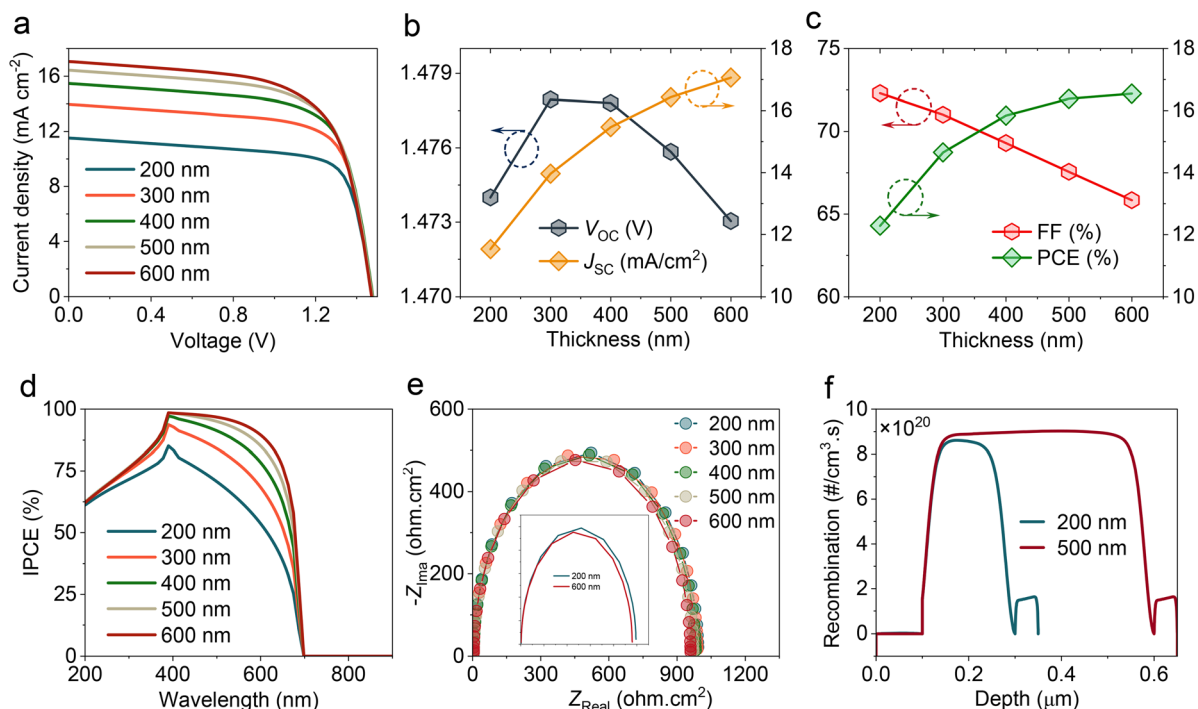 a
Current density (mA cm⁻²)
16
12
8
4
0
0.0
0.4
0.8
1.2
Voltage (V)
200 nm
300 nm
400 nm
500 nm
600 nm
b
1.479
1.476
1.473
1.470
18
16
14
12
10
200
300
400
500
600
Thickness (nm)
V_OC (V)
J_SC (mA/cm²)
c
75
72
68
65
60
18
16
14
12
10
200
300
400
500
600
Thickness (nm)
FF (%)
PCE (%)
d
IPCE (%)
100
75
50
25
0
200
400
600
800
Wavelength (nm)
200 nm
300 nm
400 nm
500 nm
600 nm
e
-Z_Ima (ohm.cm²)
600
400
200
0
0
300
600
900
1200
Z_Real (ohm.cm²)
200 nm
300 nm
400 nm
500 nm
600 nm
200 nm
600 nm
f
Recombination (#/cm³.s)
×10²⁰
10
8
6
4
2
0
0.0
0.2
0.4
0.6
Depth (μm)
200 nm
500 nm